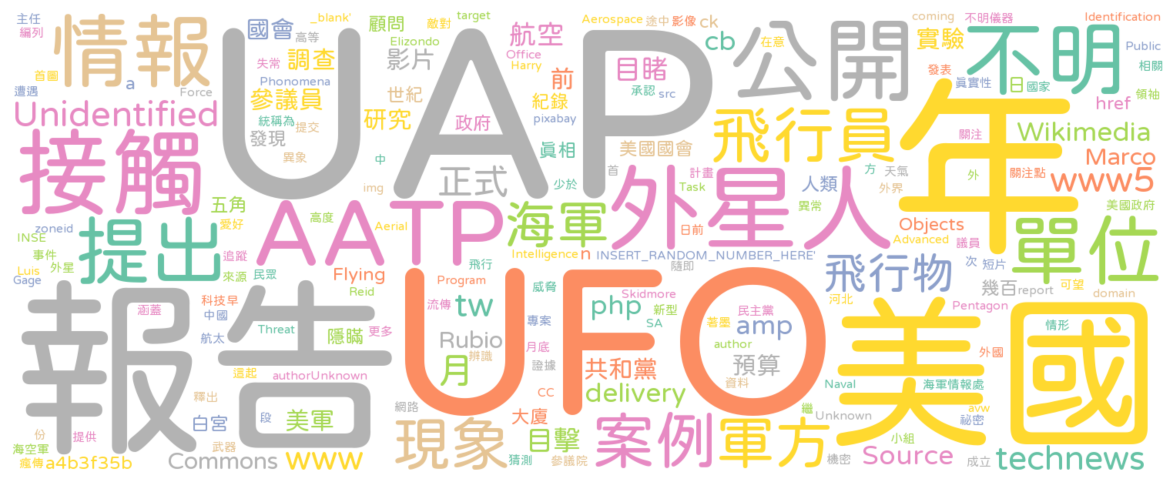 編列 主任 _blank' target Aerospace 途中 影像 ck coming 不明儀器 Identification
情報 國會 高等 顧問 敵對 航空 cb 在意 實驗 不明 Public
首圖 失常 調查 Elizondo 影片 Office Harry 目睹 公開 發表 真實性 相關
遭遇 a Force Phonomena 世紀 前 承認 src 日 國家 領袖
Unidentified 參議員 統稱為 提交 研究 紀錄 pixabay href
UAP
發現 政府 眞相 美國國會 飛行員 年 關注 Wikimedia
接觸 異象 中 正式 少於 首 計畫 人類 方 天氣 外 關注點 Marco
zoneid 五角 愛好 img Task 外星人 異常 外界 www5 美國政府
INSE 提出 高度 AATP 海軍 日前 Objects 議員 單位
事件 追蹤 Aerial Intelligence n INSERT_RANDOM_NUMBER_HERE' Advanced
Luis 外星 來源 民眾 Flying 飛行 隨即 飛行物 次 短片 幾百 report
Gage Reid Program 威脅 Skidmore 河北 Pentagon 可望 domain
報告 涵蓋 科技早 流傳 tw UFO php 新型 民主黨 美 國
中國 隱瞞 更多 專案 SA 著墨 amp 情形
航太 Threat Rubio 辨識 月底 author 預算 外國
這起 authorUnknown 月 證據 共和黨 資料 Naval 海軍情報處
釋出 段 美軍 網路 cc delivery 繼 avw
份 白宮 武器 大廈 Unknown 祕密
海空軍 提供 現象 目擊 案例 軍方 小組
瘋傳 a4b3f35b Commons www 猜測 參議院 機密 Source 成立 technews